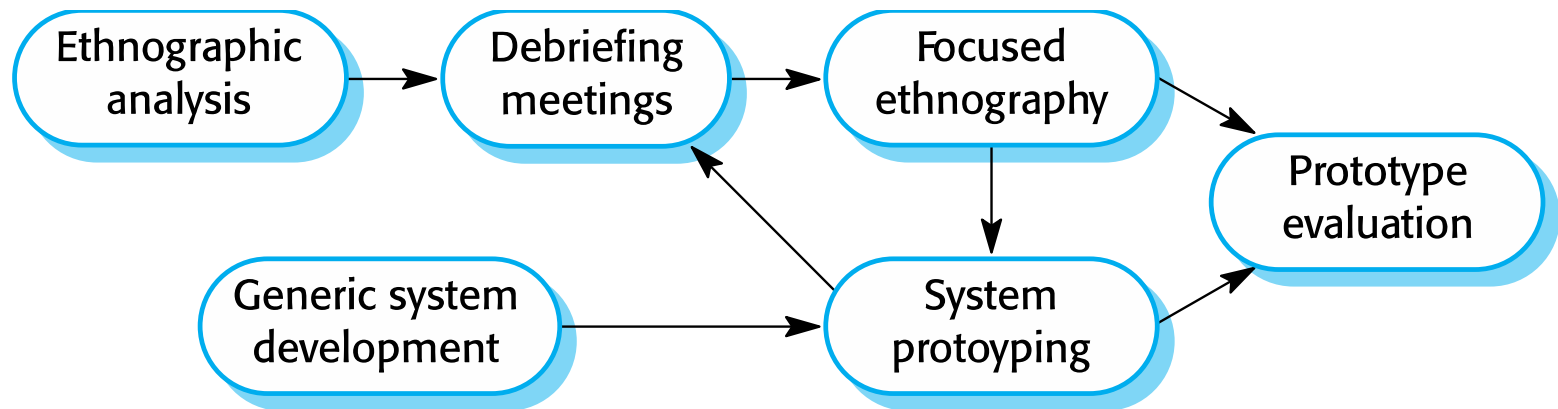 Ethnographic
analysis
Debriefing
meetings
Focused
ethnography
Prototype
evaluation
Generic system
development
System
protoyping